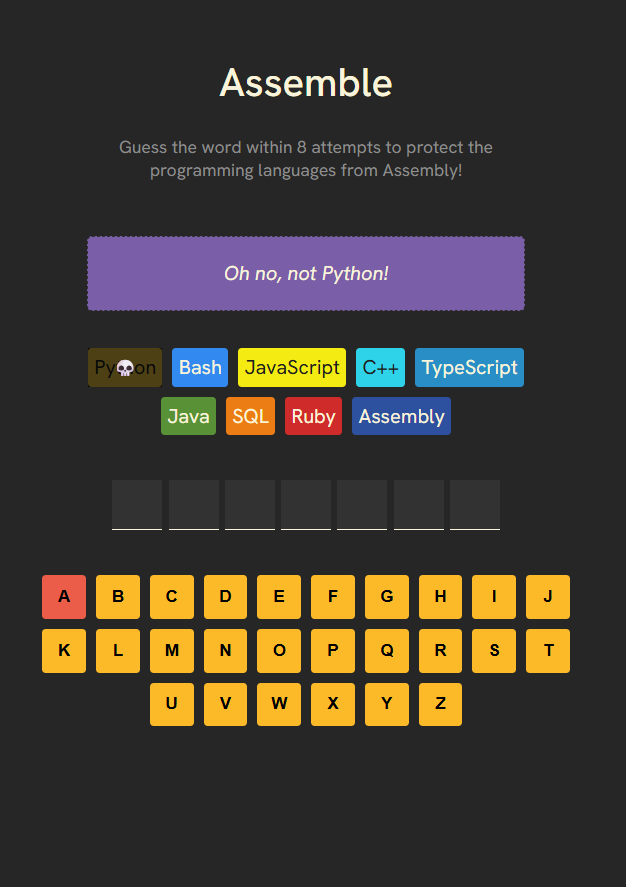 Assemble
Guess the word within 8 attempts to protect the
programming languages from Assembly!
Oh no, not Python!
Py💀on Bash JavaScript C++ TypeScript
Java SQL Ruby Assembly
A B C D E F G H I J
K L M N O P Q R S T
U V W X Y Z